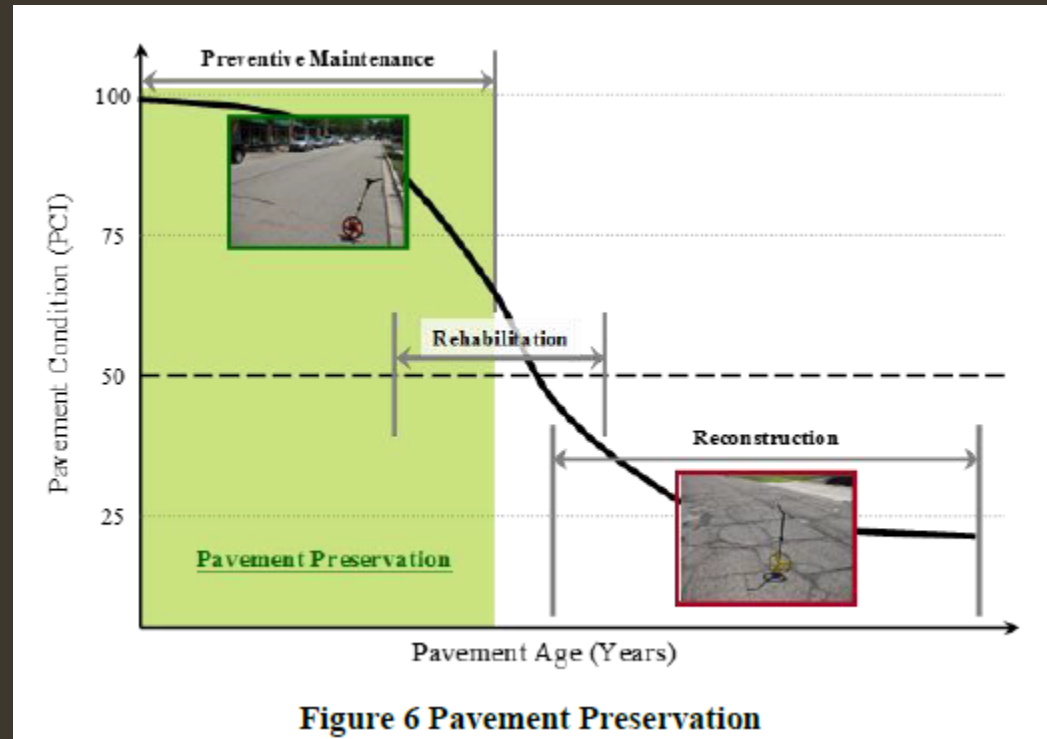 Preventive Maintenance
100
75
50
25
Pavement Condition (PCI)
Rehabilitation
Reconstruction
Pavement Preservation
Pavement Age (Years)
Figure 6 Pavement Preservation